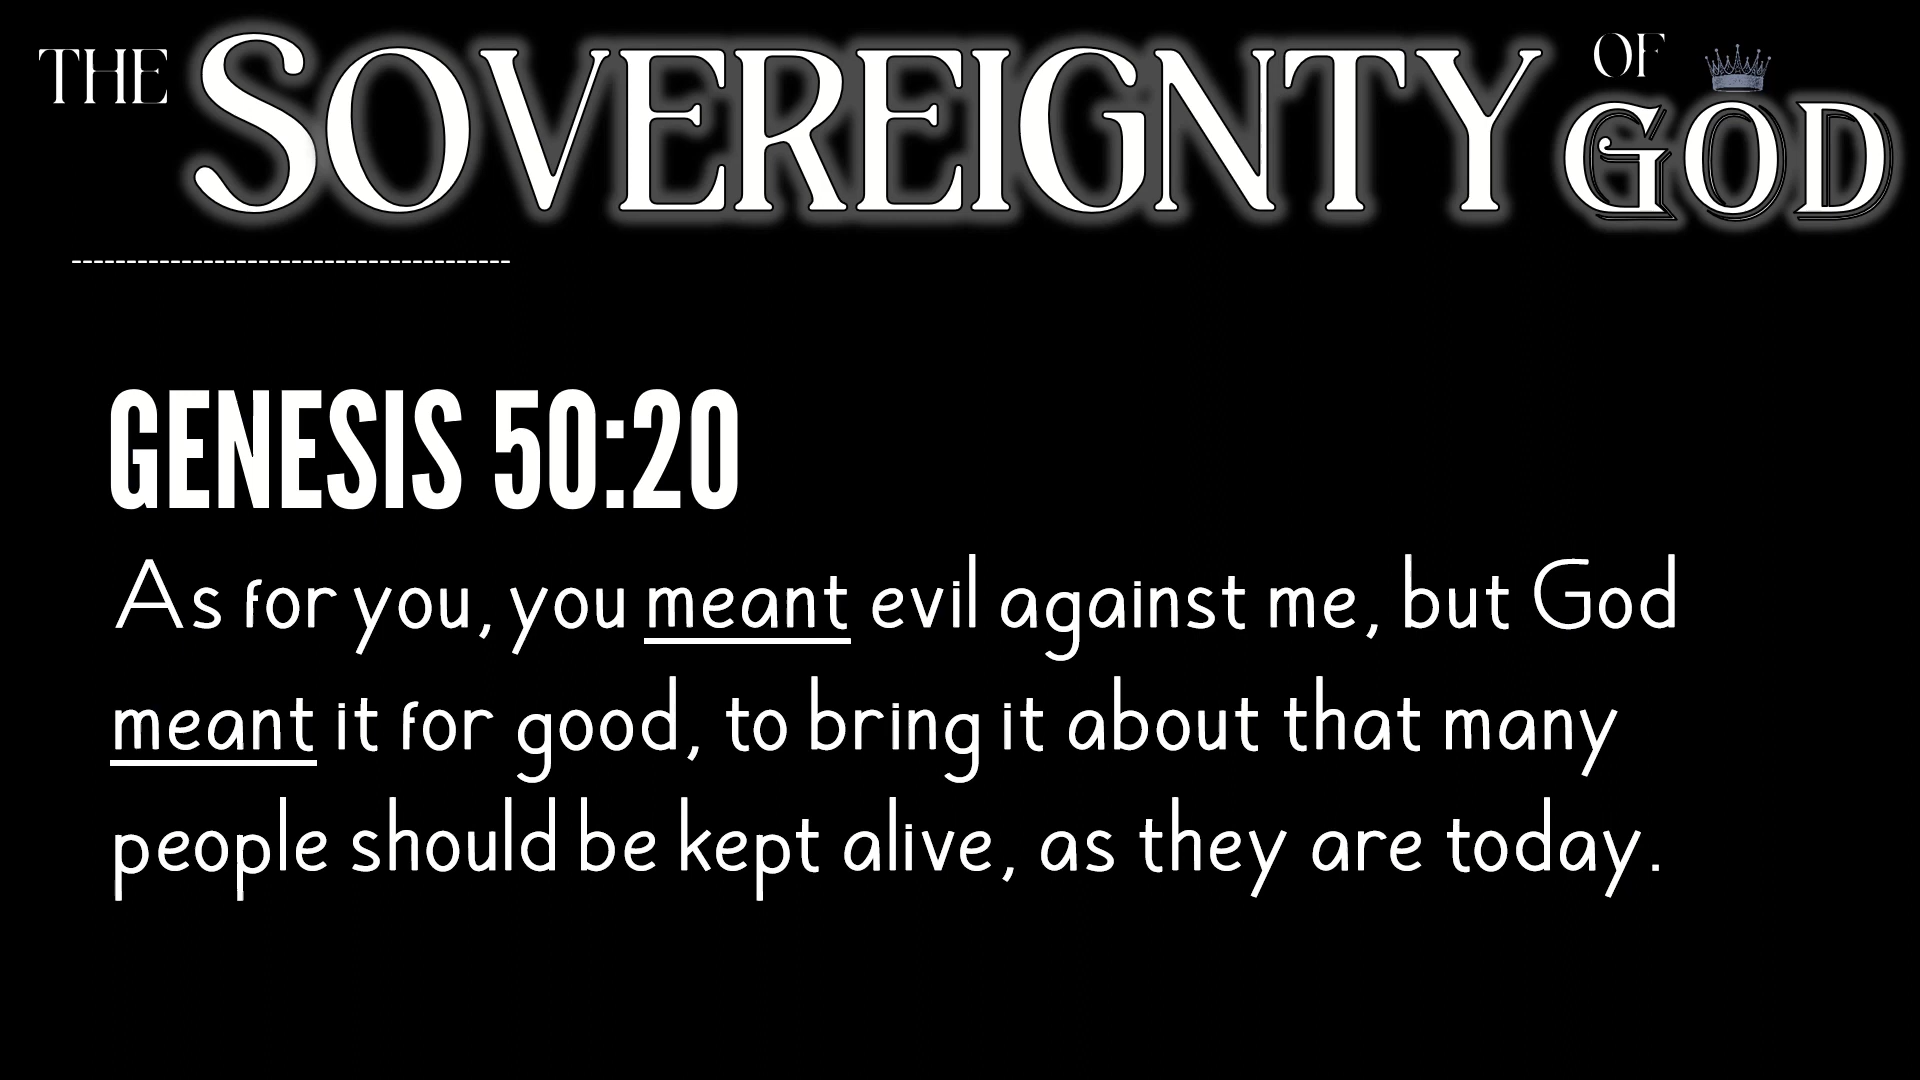 THE SOVEREIGNTY OF GOD
----------------------------------------
GENESIS 50:20
As for you, you meant evil against me, but God
meant it for good, to bring it about that many
people should be kept alive, as they are today.